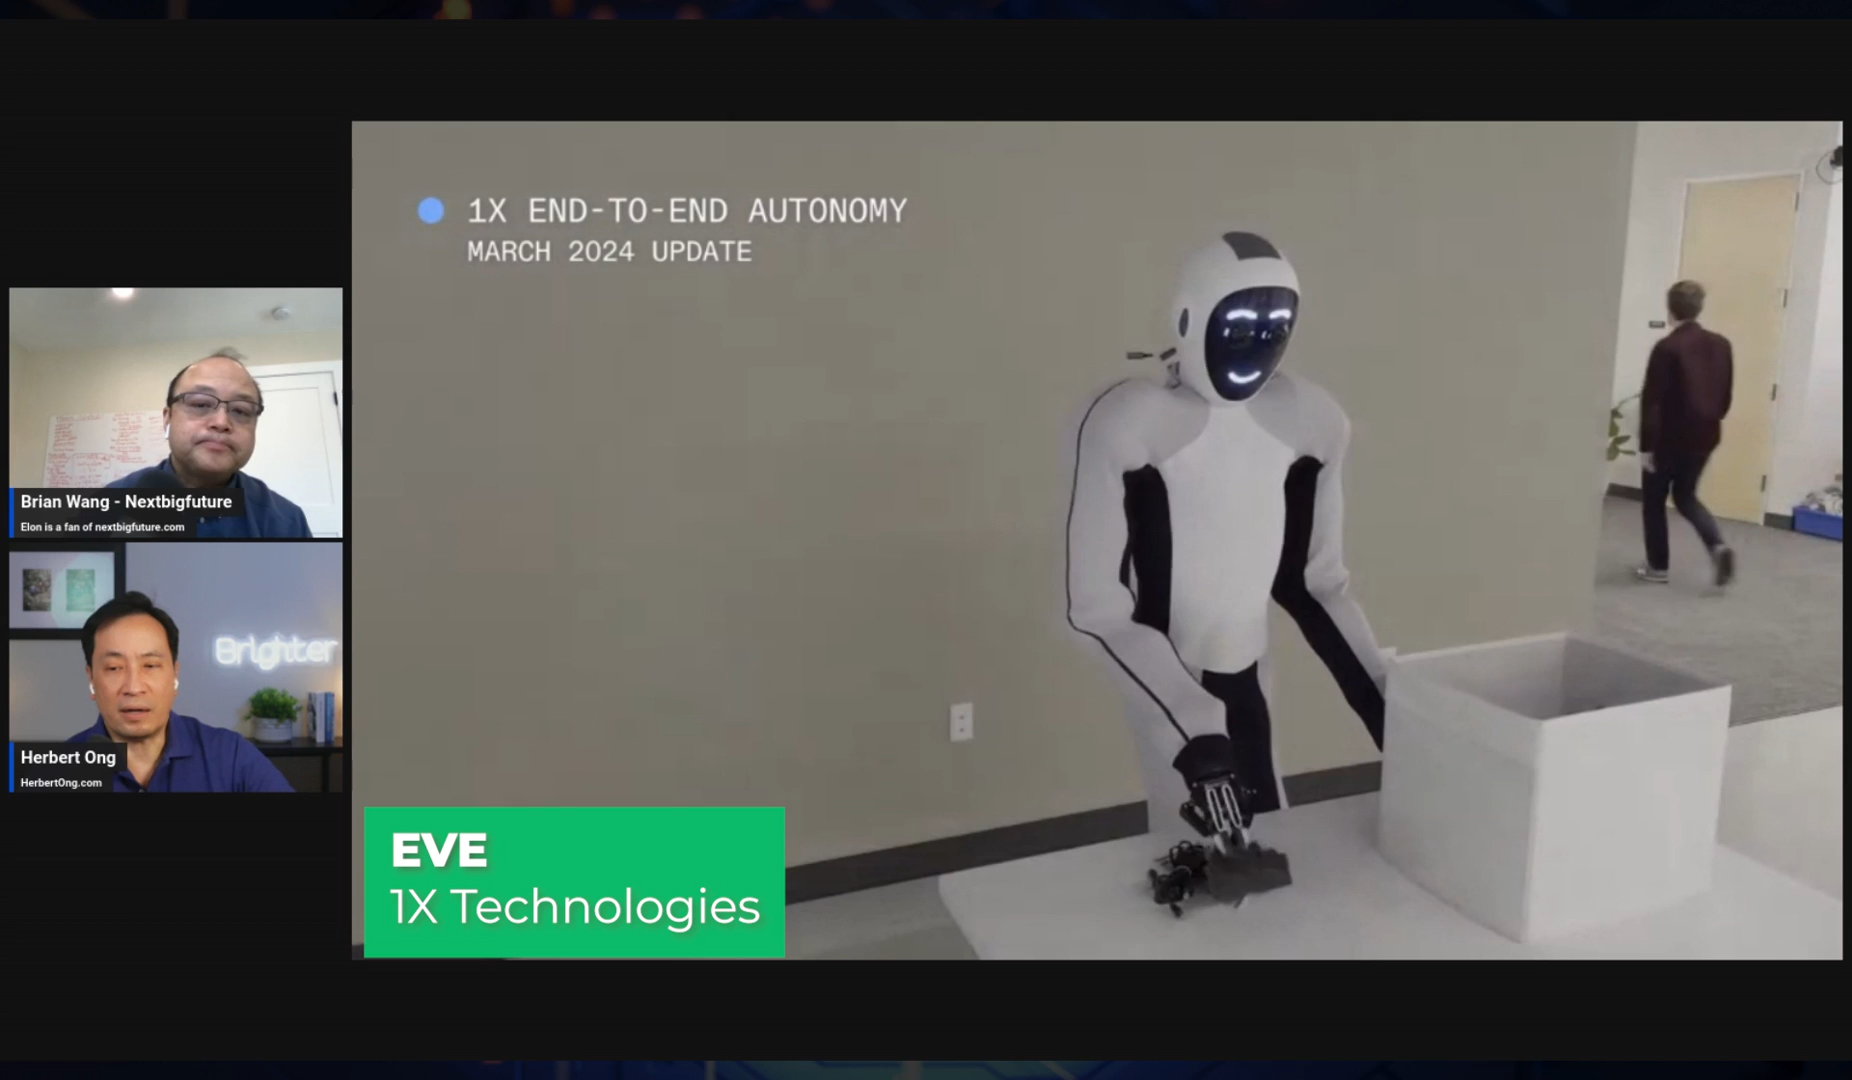 1X END-TO-END AUTONOMY
MARCH 2024 UPDATE
Brian Wang - Nextbigfuture
Elon is a fan of nextbigfuture.com
Brighter
Herbert Ong
HerbertOng.com
EVE
1X Technologies